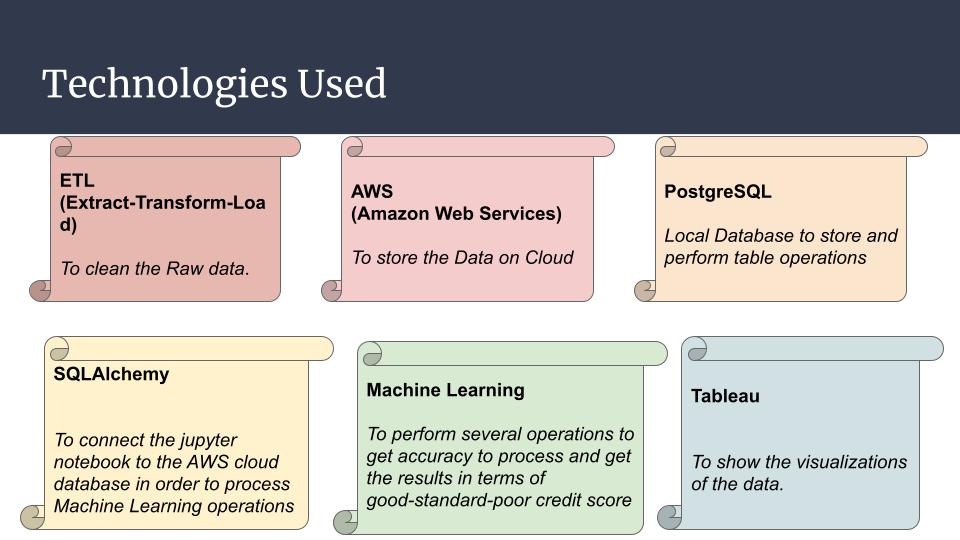 Technologies Used
ETL
(Extract-Transform-Loa
d)
To clean the Raw data.
AWS
(Amazon Web Services)
To store the Data on Cloud
PostgreSQL
Local Database to store and
perform table operations
SQLAlchemy
To connect the jupyter
notebook to the AWS cloud
database in order to process
Machine Learning operations
Machine Learning
To perform several operations to
get accuracy to process and get
the results in terms of
good-standard-poor credit score
Tableau
To show the visualizations
of the data.